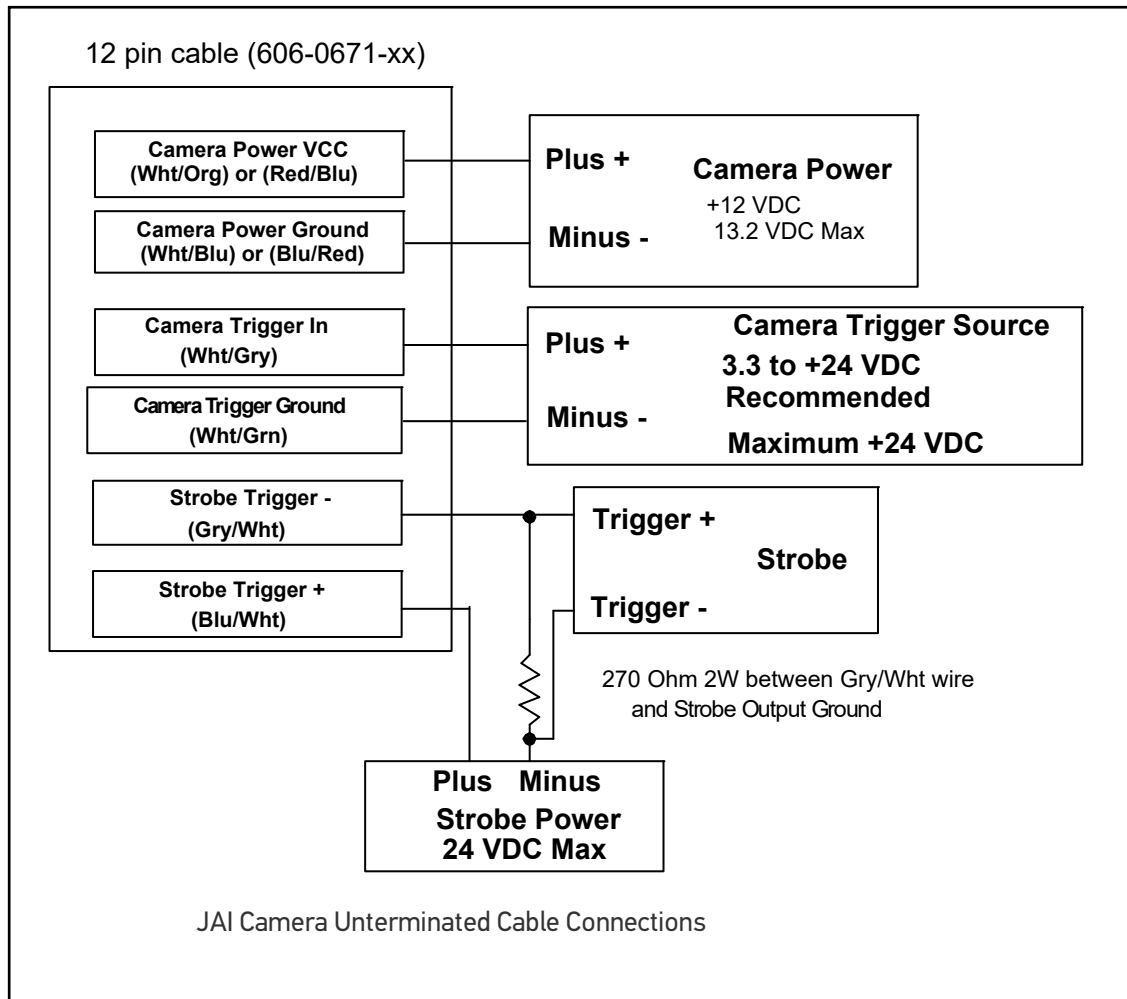 12 pin cable (606-0671-xx)
Camera Power VCC
(Wht/Org) or (Red/Blu)
Camera Power Ground
(Wht/Blu) or (Blu/Red)
Plus +
Minus -
Camera Power
+12 VDC
13.2 VDC Max
Camera Trigger In
(Wht/Gry)
Camera Trigger Ground
(Wht/Grn)
Plus +
Minus -
Camera Trigger Source
3.3 to +24 VDC
Recommended
Maximum +24 VDC
Strobe Trigger -
(Gry/Wht)
Strobe Trigger +
(Blu/Wht)
Trigger +
Strobe
Trigger -
270 Ohm 2W between Gry/Wht wire
and Strobe Output Ground
Plus Minus
Strobe Power
24 VDC Max
JAI Camera Unterminated Cable Connections